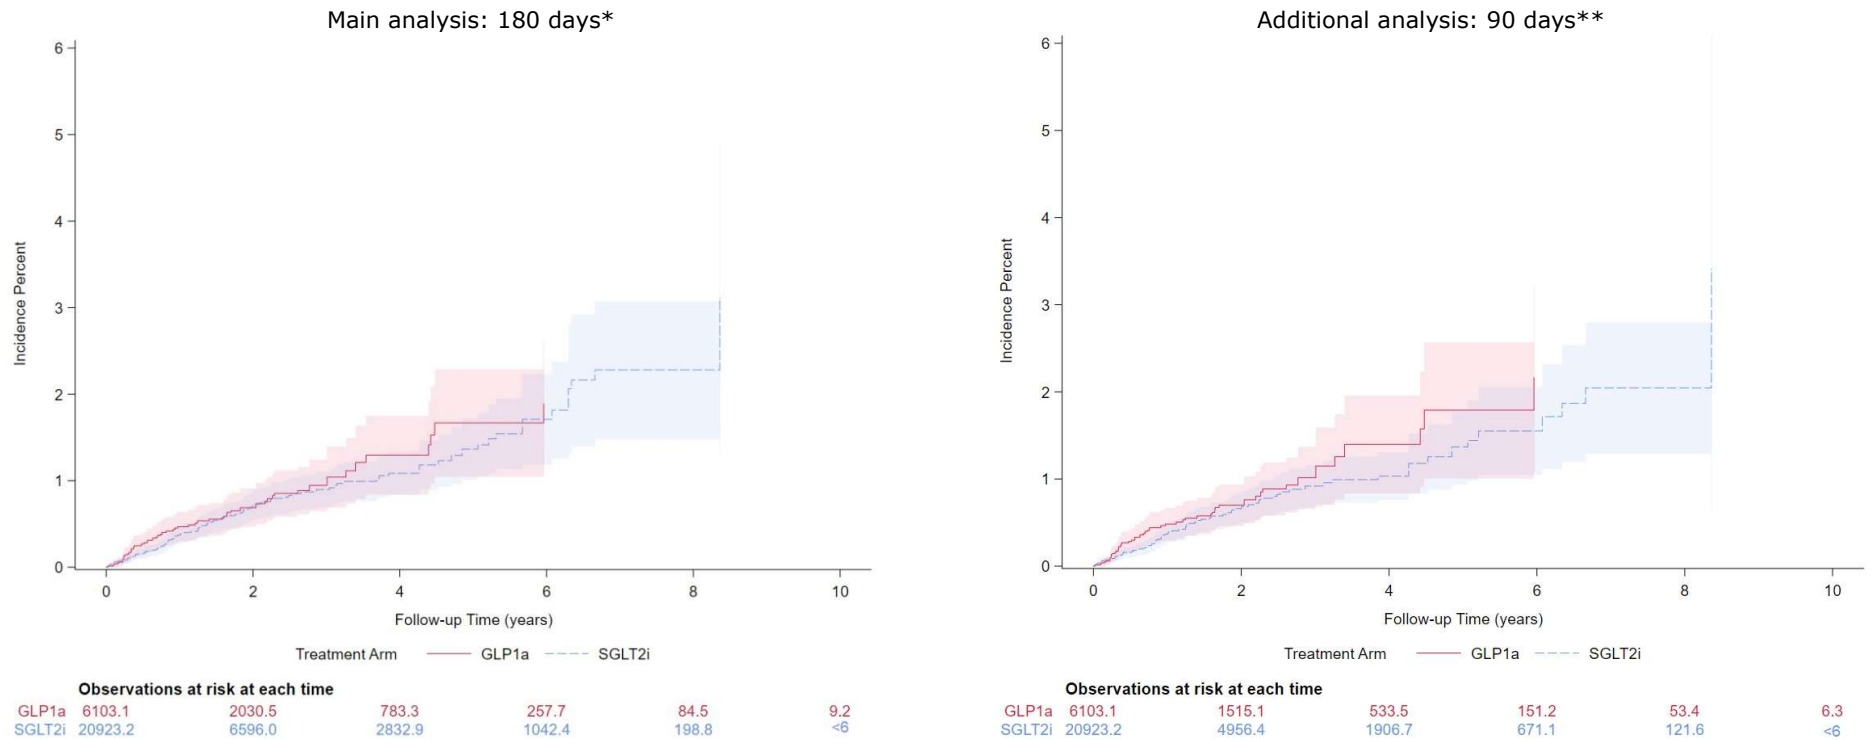 Main analysis: 180 days*
6
5
4
3
2
1
0
Incidence Percent
0 2 4 6 8 10
Follow-up Time (years)
Treatment Arm GLP1a SGLT2i
Observations at risk at each time
GLP1a 6103.1 2030.5 783.3 257.7 84.5 9.2
SGLT2i 20923.2 6596.0 2832.9 1042.4 198.8 <6
Additional analysis: 90 days**
6
5
4
3
2
1
0
Incidence Percent
0 2 4 6 8 10
Follow-up Time (years)
Treatment Arm GLP1a SGLT2i
Observations at risk at each time
GLP1a 6103.1 1515.1 533.5 151.2 53.4 6.3
SGLT2i 20923.2 4956.4 1906.7 671.1 121.6 <6